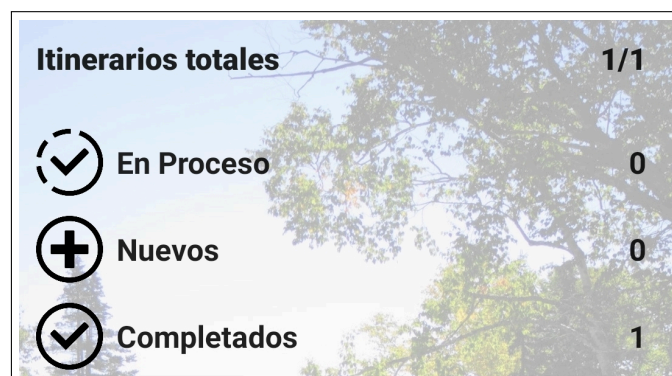 Itinerarios totales 1/1
En Proceso 0
Nuevos 0
Completados 1